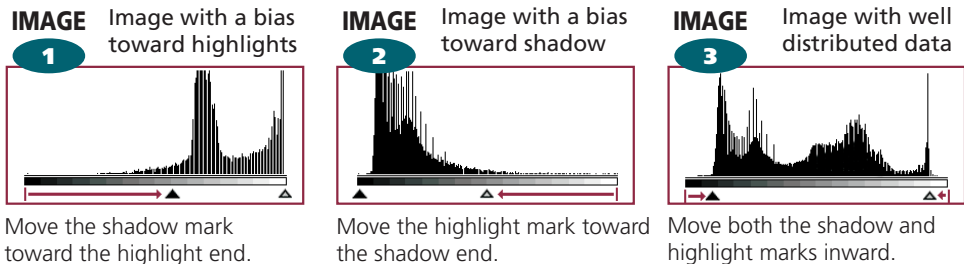 IMAGE
1
Image with a bias
toward highlights
Move the shadow mark
toward the highlight end.
IMAGE
2
Image with a bias
toward shadow
Move the highlight mark toward
the shadow end.
IMAGE
3
Image with well
distributed data
Move both the shadow and
highlight marks inward.